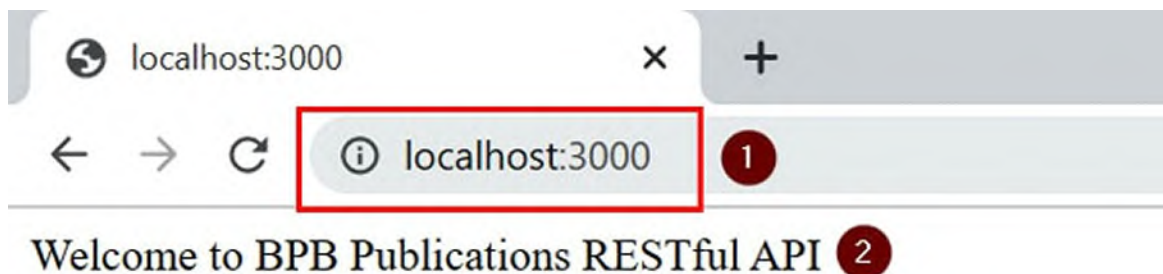 localhost:3000
localhost:3000 1
Welcome to BPB Publications RESTful API 2